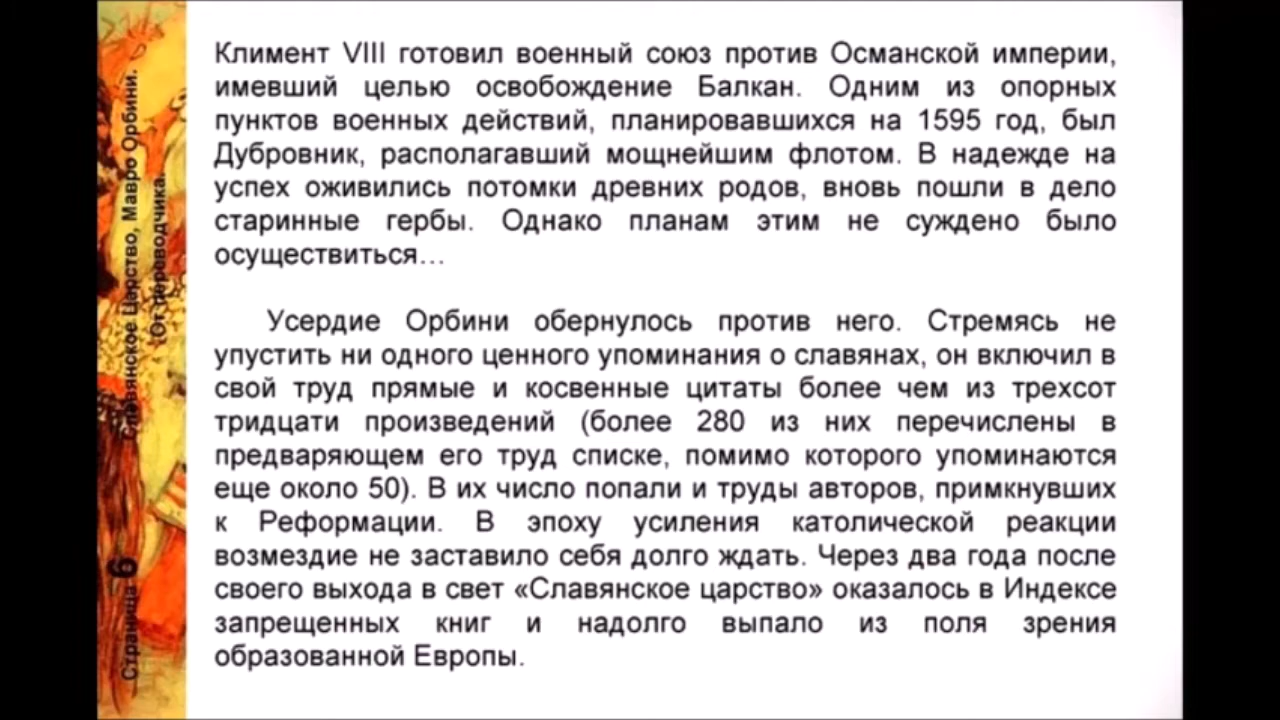 Климент VIII готовил военный союз против Османской империи,
имевший целью освобождение Балкан. Одним из опорных
пунктов военных действий, планировавшихся на 1595 год, был
Дубровник, располагавший мощнейшим флотом. В надежде на
успех оживились потомки древних родов, вновь пошли в дело
старинные гербы. Однако планам этим не суждено было
осуществиться…
Усердие Орбини обернулось против него. Стремясь не
упустить ни одного ценного упоминания о славянах, он включил в
свой труд прямые и косвенные цитаты более чем из трехсот
тридцати произведений (более 280 из них перечислены в
предваряющем его труд списке, помимо которого упоминаются
еще около 50). В их число попали и труды авторов, примкнувших
к Реформации. В эпоху усиления католической реакции
возмездие не заставило себя долго ждать. Через два года после
своего выхода в свет «Славянское царство» оказалось в Индексе
запрещенных книг и надолго выпало из поля зрения
образованной Европы.
Славянское Царство, Мавро Орбини.
(От переводчика.
Страница 6